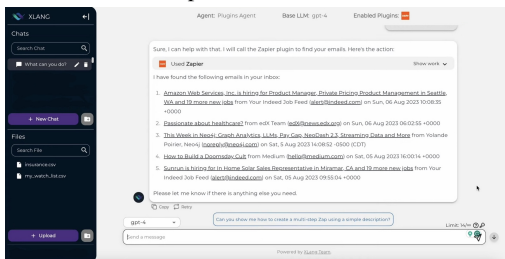 XLANG
Agent: Plugins Agent
Base LLM: gpt-4
Enabled Plugins:
Chats
Search Chat
What can you do?
+ New Chat
Files
Search File
insurance.csv
my_watch_list.csv
+ Upload
Sure, I can help with that. I will call the Zapier plugin to find your emails. Here's the action:
Used Zapier
Show work
I have found the following emails in your inbox:
1. Amazon Web Services, Inc. is hiring for Product Manager, Private Pricing Product Management in Seattle,
WA and 19 more new jobs from Your Indeed Job Feed (alert@indeed.com) on Sun, 06 Aug 2023 10:08:35
+0000
2. Passionate about healthcare? from edX Team (edX@news.edx.org) on Sun, 06 Aug 2023 06:02:55 +0000
3. This Week in Neo4j: Graph Analytics, LLMs, Pay Gap, NeoDash 2.3, Streaming Data and More from Yolande
Poirier, Neo4j (noreply@neo4j.com) on Sat, 5 Aug 2023 14:08:52 -0500 (CDT)
4. How to Build a Doomsday Cult from Medium (hello@medium.com) on Sat, 05 Aug 2023 16:00:14 +0000
5. Sunrun is hiring for In Home Solar Sales Representative in Miramar, CA and 19 more new jobs from Your
Indeed Job Feed (alert@indeed.com) on Sat, 05 Aug 2023 09:55:04 +0000
Please let me know if there is anything else you need.
Copy
Retry
gpt-4
Can you show me how to create a multi-step Zap using a simple description?
Send a message
Powered by XLang Team